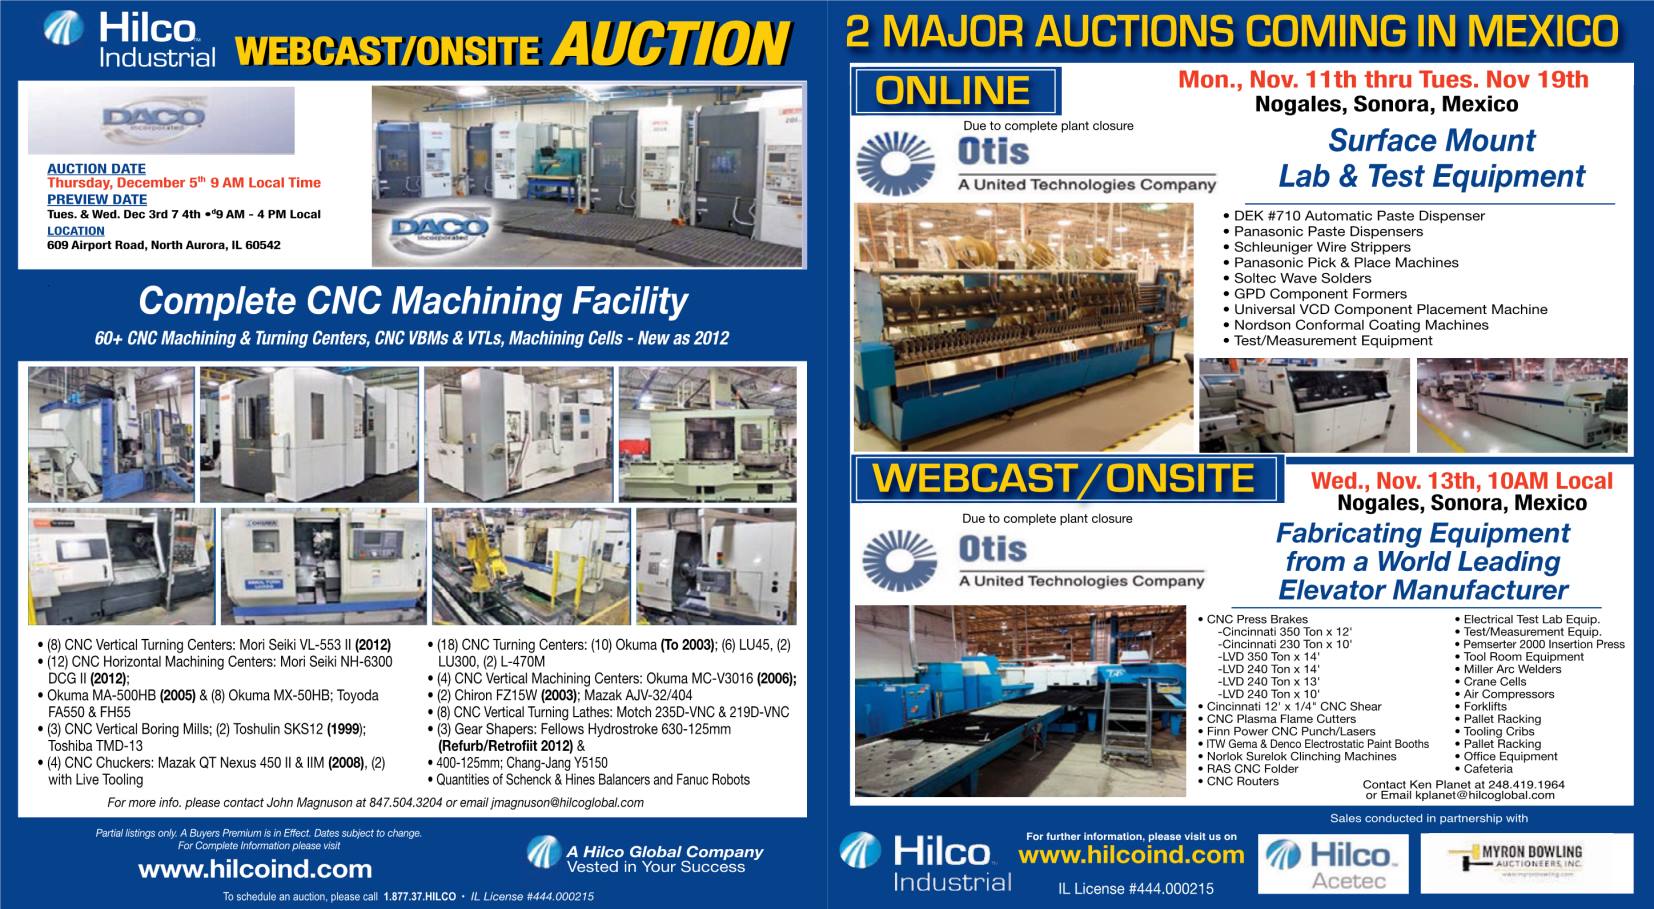 Hilco
Industrial
WEBCAST/ONSITE AUCTION
DACO
Incorporated
AUCTION DATE
Thursday, December 5th 9 AM Local Time
PREVIEW DATE
Tues. & Wed. Dec 3rd 7 4th •d9 AM - 4 PM Local
LOCATION
609 Airport Road, North Aurora, IL 60542
DACO
Incorporated
Complete CNC Machining Facility
60+ CNC Machining & Turning Centers, CNC VBMs & VTLs, Machining Cells - New as 2012
• (8) CNC Vertical Turning Centers: Mori Seiki VL-553 II (2012)
• (12) CNC Horizontal Machining Centers: Mori Seiki NH-6300
DCG II (2012);
• Okuma MA-500HB (2005) & (8) Okuma MX-50HB; Toyoda
FA550 & FH55
• (3) CNC Vertical Boring Mills; (2) Toshulin SKS12 (1999);
Toshiba TMD-13
• (4) CNC Chuckers: Mazak QT Nexus 450 II & IIM (2008), (2)
with Live Tooling
• (18) CNC Turning Centers: (10) Okuma (To 2003); (6) LU45, (2)
LU300, (2) L-470M
• (4) CNC Vertical Machining Centers: Okuma MC-V3016 (2006);
• (2) Chiron FZ15W (2003); Mazak AJV-32/404
• (8) CNC Vertical Turning Lathes: Motch 235D-VNC & 219D-VNC
• (3) Gear Shapers: Fellows Hydrostroke 630-125mm
(Refurb/Retrofiit 2012) &
• 400-125mm; Chang-Jang Y5150
• Quantities of Schenck & Hines Balancers and Fanuc Robots
For more info. please contact John Magnuson at 847.504.3204 or email jmagnuson@hilcoglobal.com
Partial listings only. A Buyers Premium is in Effect. Dates subject to change.
For Complete Information please visit
www.hilcoind.com
A Hilco Global Company
Vested in Your Success
To schedule an auction, please call 1.877.37.HILCO • IL License #444.000215
2 MAJOR AUCTIONS COMING IN MEXICO
ONLINE
Mon., Nov. 11th thru Tues. Nov 19th
Nogales, Sonora, Mexico
Due to complete plant closure
Otis
A United Technologies Company
Surface Mount
Lab & Test Equipment
• DEK #710 Automatic Paste Dispenser
• Panasonic Paste Dispensers
• Schleuniger Wire Strippers
• Panasonic Pick & Place Machines
• Soltec Wave Solders
• GPD Component Formers
• Universal VCD Component Placement Machine
• Nordson Conformal Coating Machines
• Test/Measurement Equipment
WEBCAST/ONSITE
Wed., Nov. 13th, 10AM Local
Nogales, Sonora, Mexico
Due to complete plant closure
Otis
A United Technologies Company
Fabricating Equipment
from a World Leading
Elevator Manufacturer
• CNC Press Brakes
-Cincinnati 350 Ton x 12'
-Cincinnati 230 Ton x 10'
-LVD 350 Ton x 14'
-LVD 240 Ton x 14'
-LVD 240 Ton x 13'
-LVD 240 Ton x 10'
• Cincinnati 12' x 1/4" CNC Shear
• CNC Plasma Flame Cutters
• Finn Power CNC Punch/Lasers
• ITW Gema & Denco Electrostatic Paint Booths
• Norlok Surelok Clinching Machines
• RAS CNC Folder
• CNC Routers
• Electrical Test Lab Equip.
• Test/Measurement Equip.
• Pemserter 2000 Insertion Press
• Tool Room Equipment
• Miller Arc Welders
• Crane Cells
• Air Compressors
• Forklifts
• Pallet Racking
• Tooling Cribs
• Pallet Racking
• Office Equipment
• Cafeteria
Contact Ken Planet at 248.419.1964
or Email kplanet@hilcoglobal.com
Sales conducted in partnership with
Hilco
Industrial
For further information, please visit us on
www.hilcoind.com
IL License #444.000215
Hilco
Acetec
MYRON BOWLING
AUCTIONEERS, INC.
www.myronbowling.com